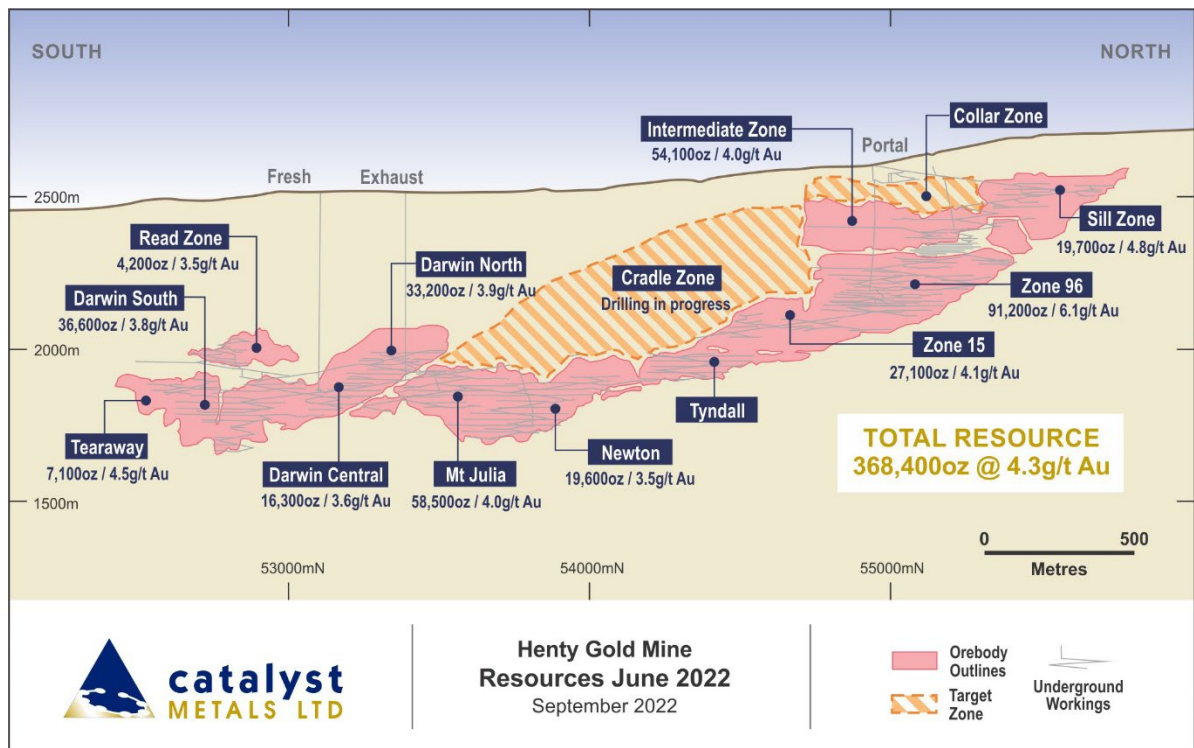 SOUTH
NORTH
Collar Zone
Intermediate Zone
54,100oz / 4.0g/t Au
Portal
Fresh
Exhaust
2500m
Sill Zone
19,700oz / 4.8g/t Au
Read Zone
4,200oz / 3.5g/t Au
Darwin North
33,200oz / 3.9g/t Au
Cradle Zone
Drilling in progress
Zone 96
91,200oz / 6.1g/t Au
Darwin South
36,600oz / 3.8g/t Au
2000m
Zone 15
27,100oz / 4.1g/t Au
Tyndall
Tearaway
7,100oz / 4.5g/t Au
Darwin Central
16,300oz / 3.6g/t Au
Mt Julia
58,500oz / 4.0g/t Au
Newton
19,600oz / 3.5g/t Au
TOTAL RESOURCE
368,400oz @ 4.3g/t Au
1500m
0 500
Metres
53000mN
54000mN
55000mN
catalyst
METALS LTD
Henty Gold Mine
Resources June 2022
September 2022
Orebody
Outlines
Target
Zone
Underground
Workings